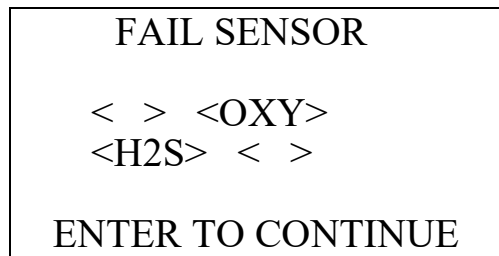 FAIL SENSOR
< > <OXY>
<H2S> < >
ENTER TO CONTINUE